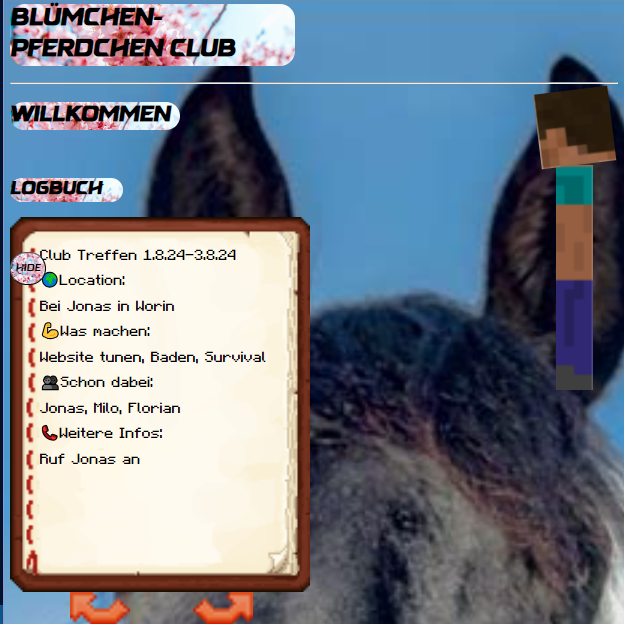 BLÜMCHEN-
PFERDCHEN CLUB
WILLKOMMEN
LOGBUCH
Club Treffen 1.8.24-3.8.24
HIDE
Location:
Bei Jonas in Worin
Was machen:
Website tunen, Baden, Survival
Schon dabei:
Jonas, Milo, Florian
Weitere Infos:
Ruf Jonas an